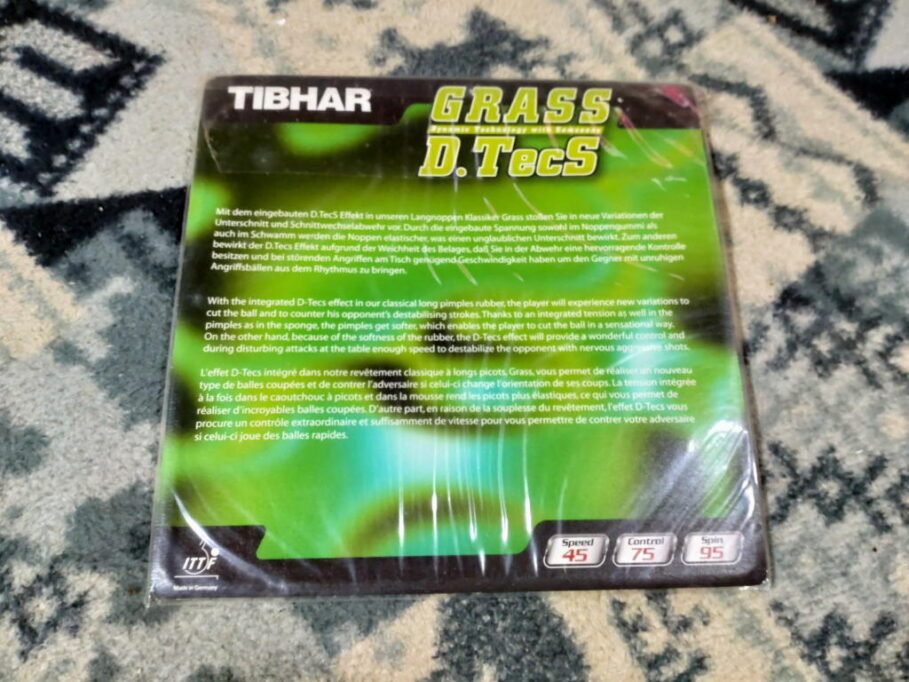 TIBHAR
GRASS
Dynamic Technology with
D.TecS
Mit dem eingebauten D.TecS Effekt in unseren Langnoppen Klassiker Grass stoßen Sie in neue Variationen der
Unterschnitt und Schnittwechselabwehr vor. Durch die eingebaute Spannung sowohl im Noppengummi als
auch im Schwamm werden die Noppen elastischer, was einen unglaublichen Unterschnitt bewirkt. Zum anderen
bewirkt der D.Tecs Effekt aufgrund der Weichheit des Belages, daß Sie in der Abwehr eine hervorragende Kontrolle
besitzen und bei störenden Angriffen am Tisch genügend Geschwindigkeit haben um den Gegner mit unruhigen
Angriffsbällen aus dem Rhythmus zu bringen.
With the integrated D-Tecs effect in our classical long pimples rubber, the player will experience new variations to
cut the ball and to counter his opponent's destabilising strokes. Thanks to an integrated tension as well in the
pimples as in the sponge, the pimples get softer, which enables the player to cut the ball in a sensational way.
On the other hand, because of the softness of the rubber, the D-Tecs effect will provide a wonderful control and
during disturbing attacks at the table enough speed to destabilize the opponent with nervous aggressive shots.
L'effet D-Tecs intégré dans notre revêtement classique à longs picots, Grass, vous permet de réaliser un nouveau
type de balles coupées et de contrer l'adversaire si celui-ci change l'orientation de ses coups. La tension intégrée
à la fois dans le caoutchouc à picots et dans la mousse rend les picots plus élastiques, ce qui vous permet de
réaliser d'incroyables balles coupées. D'autre part, en raison de la souplesse du revêtement, l'effet D-Tecs vous
procure un contrôle extraordinaire et suffisamment de vitesse pour vous permettre de contrer votre adversaire
si celui-ci joue des balles rapides.
Speed Control Spin
45 75 95
ITTF
Made in Germany